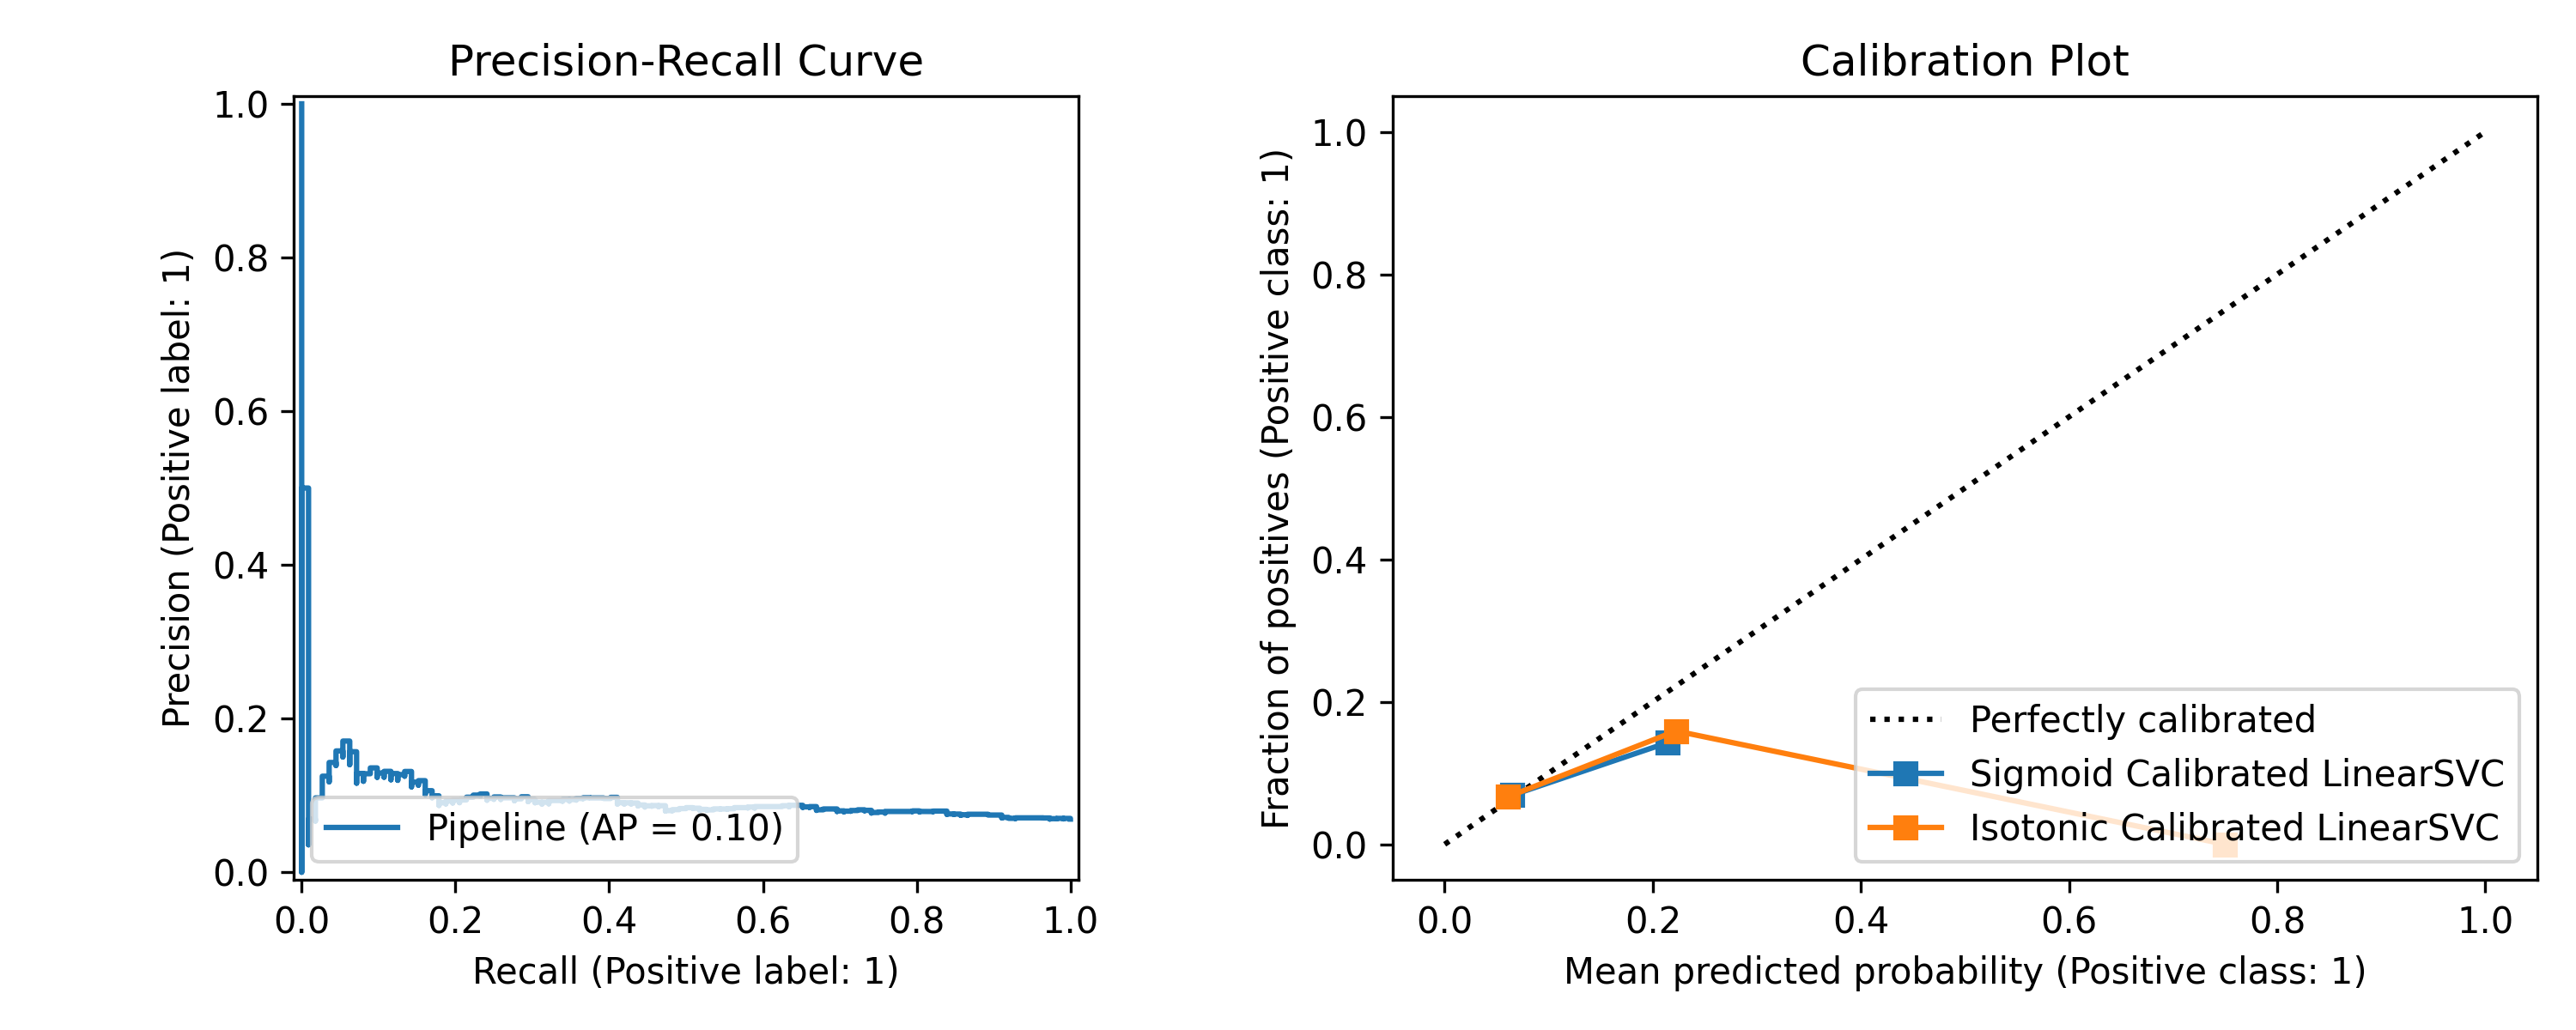 Precision-Recall Curve
Precision (Positive label: 1)
1.0
0.8
0.6
0.4
0.2
0.0
Pipeline (AP = 0.10)
0.0 0.2 0.4 0.6 0.8 1.0
Recall (Positive label: 1)
Calibration Plot
Fraction of positives (Positive class: 1)
1.0
0.8
0.6
0.4
0.2
0.0
Perfectly calibrated
Sigmoid Calibrated LinearSVC
Isotonic Calibrated LinearSVC
0.0 0.2 0.4 0.6 0.8 1.0
Mean predicted probability (Positive class: 1)